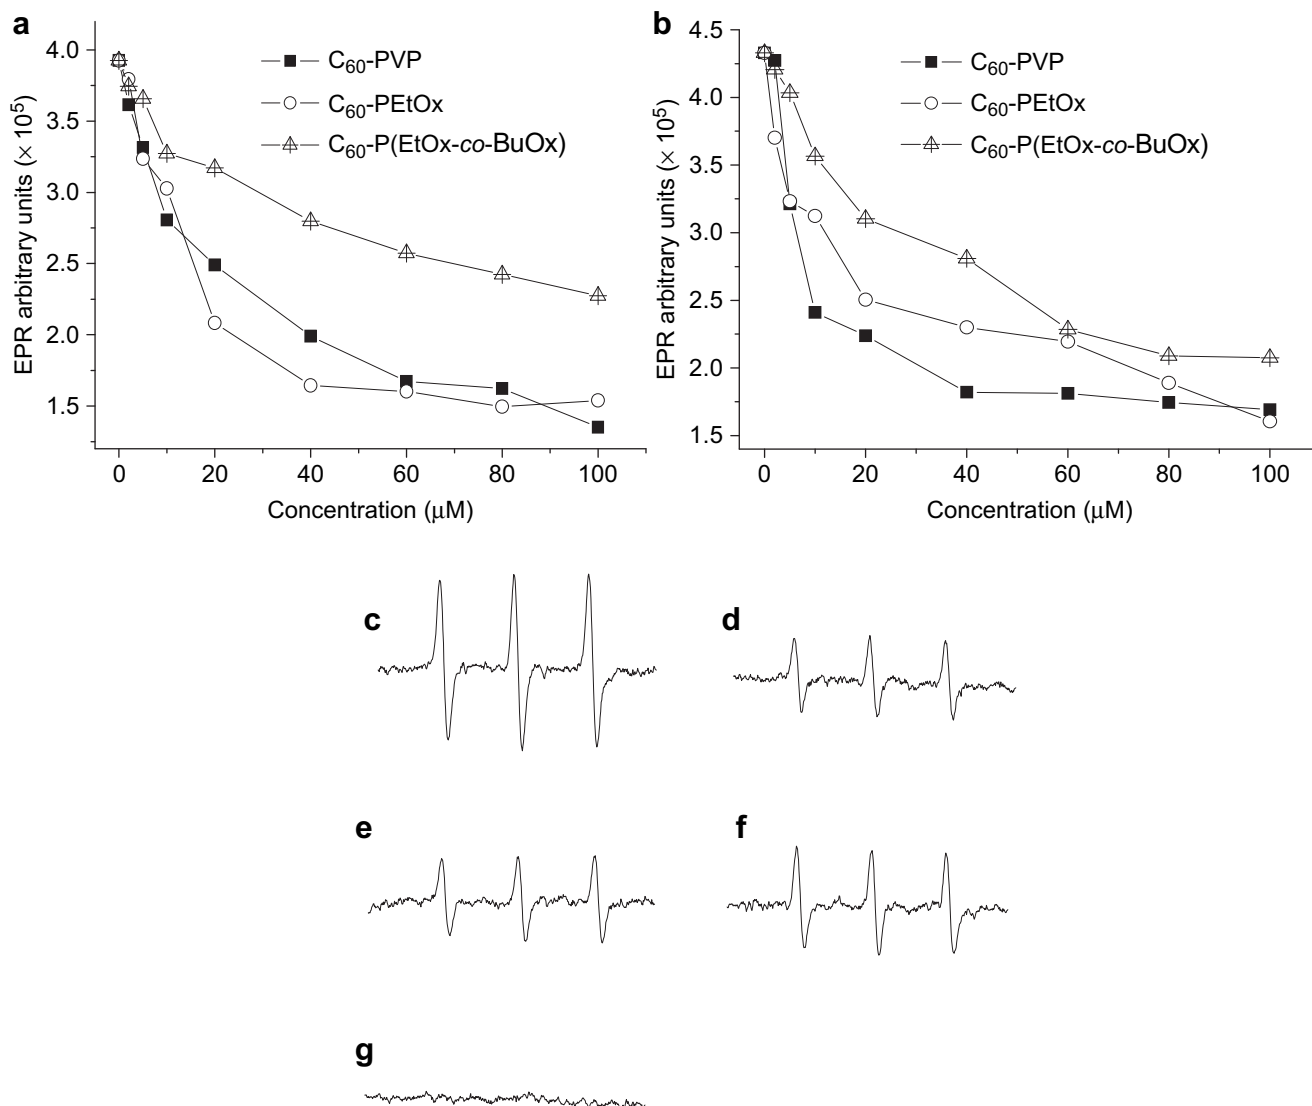 a
4.0
3.5
3.0
2.5
2.0
1.5
EPR arbitrary units (× 10⁵)
C₆₀-PVP
C₆₀-PEtOx
C₆₀-P(EtOx-co-BuOx)
0 20 40 60 80 100
Concentration (μM)
b
4.5
4.0
3.5
3.0
2.5
2.0
1.5
EPR arbitrary units (× 10⁵)
C₆₀-PVP
C₆₀-PEtOx
C₆₀-P(EtOx-co-BuOx)
0 20 40 60 80 100
Concentration (μM)
c
d
e
f
g